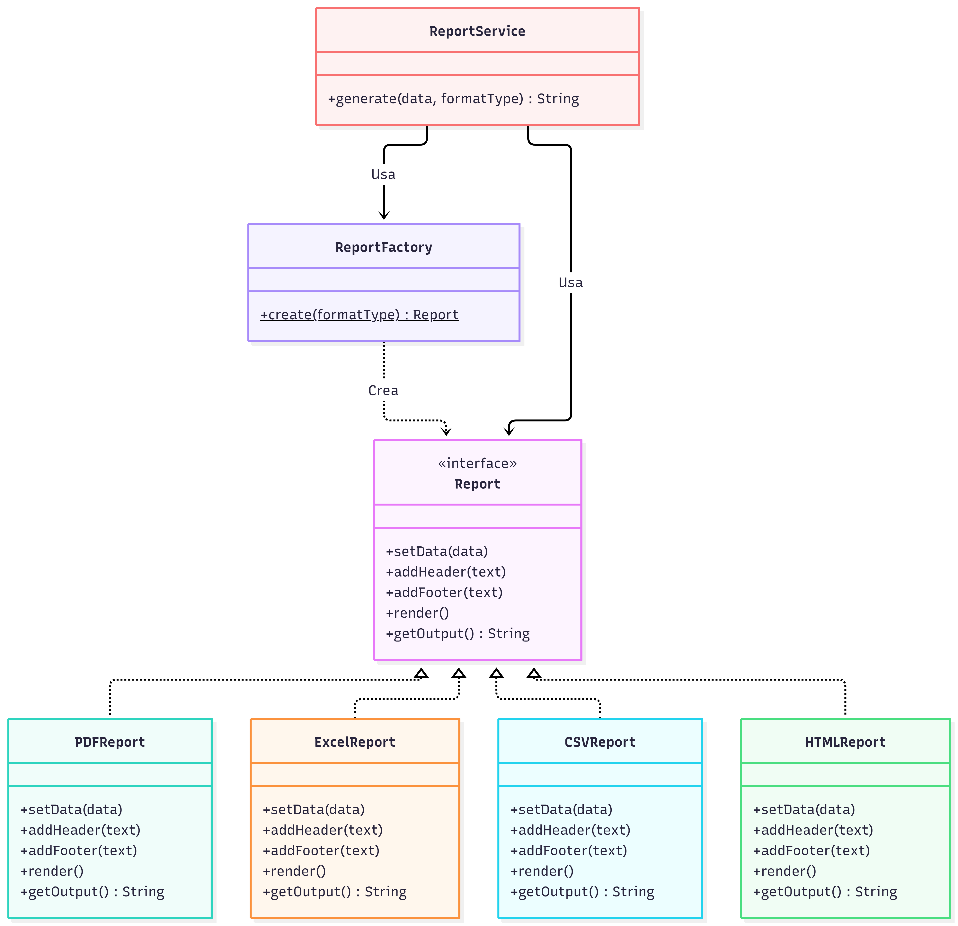 ReportService
+generate(data, formatType) : String
Usa
ReportFactory
Usa
+create(formatType) : Report
Crea
«interface»
Report
+setData(data)
+addHeader(text)
+addFooter(text)
+render()
+getOutput() : String
PDFReport
+setData(data)
+addHeader(text)
+addFooter(text)
+render()
+getOutput() : String
ExcelReport
+setData(data)
+addHeader(text)
+addFooter(text)
+render()
+getOutput() : String
CSVReport
+setData(data)
+addHeader(text)
+addFooter(text)
+render()
+getOutput() : String
HTMLReport
+setData(data)
+addHeader(text)
+addFooter(text)
+render()
+getOutput() : String